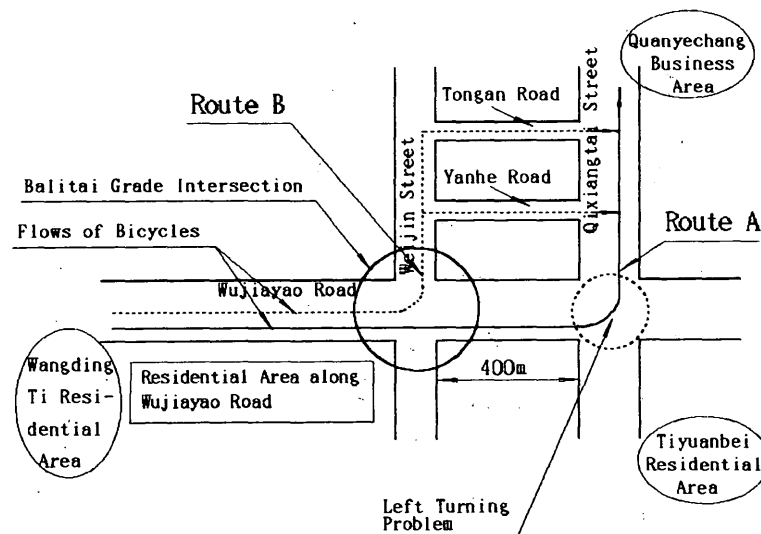 Quanyechang
Business
Area
Tongan Road
Route B
Qixiangtai Street
Weijin Street
Yanhe Road
Balitai Grade Intersection
Flows of Bicycles
Route A
Wujiayao Road
Wangding
Ti Resi-
dential
Area
Residential Area along
Wujiayao Road
400m
Tiyuanbei
Residential
Area
Left Turning
Problem